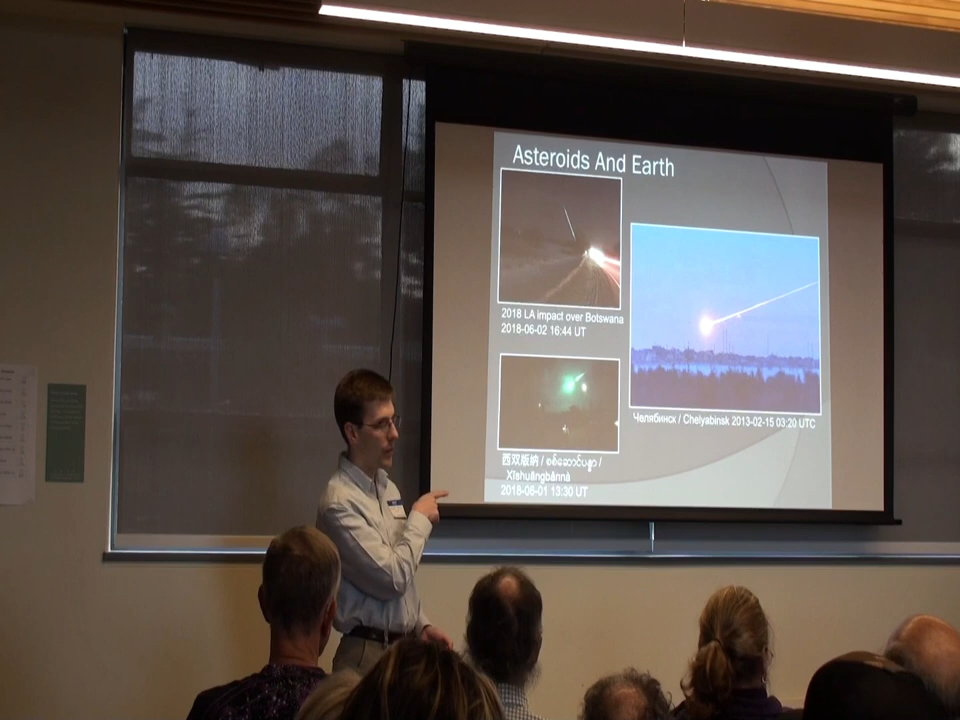 Asteroids And Earth
2018 LA impact over Botswana
2018-06-02 16:44 UT
Челябинск / Chelyabinsk 2013-02-15 03:20 UTC
西双版纳 / စစ်ဆောင်ပန္နာ /
Xīshuāngbǎnnà
2018-06-01 13:30 UT